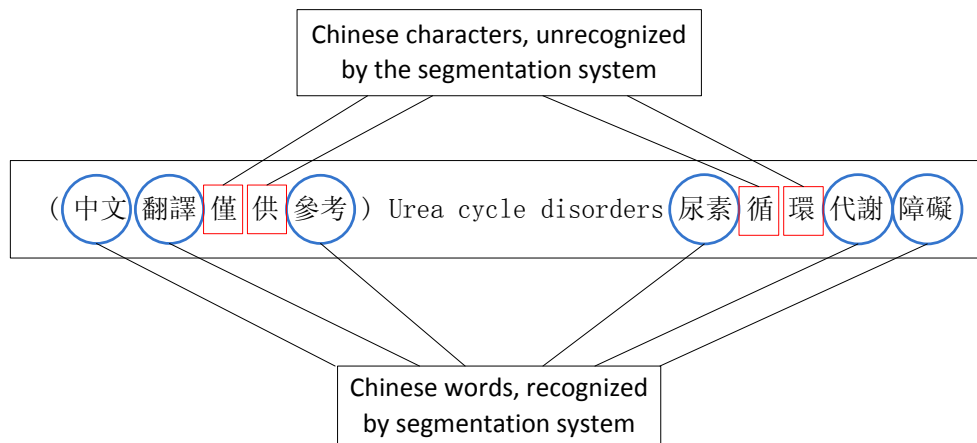 Chinese characters, unrecognized
by the segmentation system
(中文翻譯僅供參考) Urea cycle disorders 尿素循環代謝障礙
Chinese words, recognized
by segmentation system